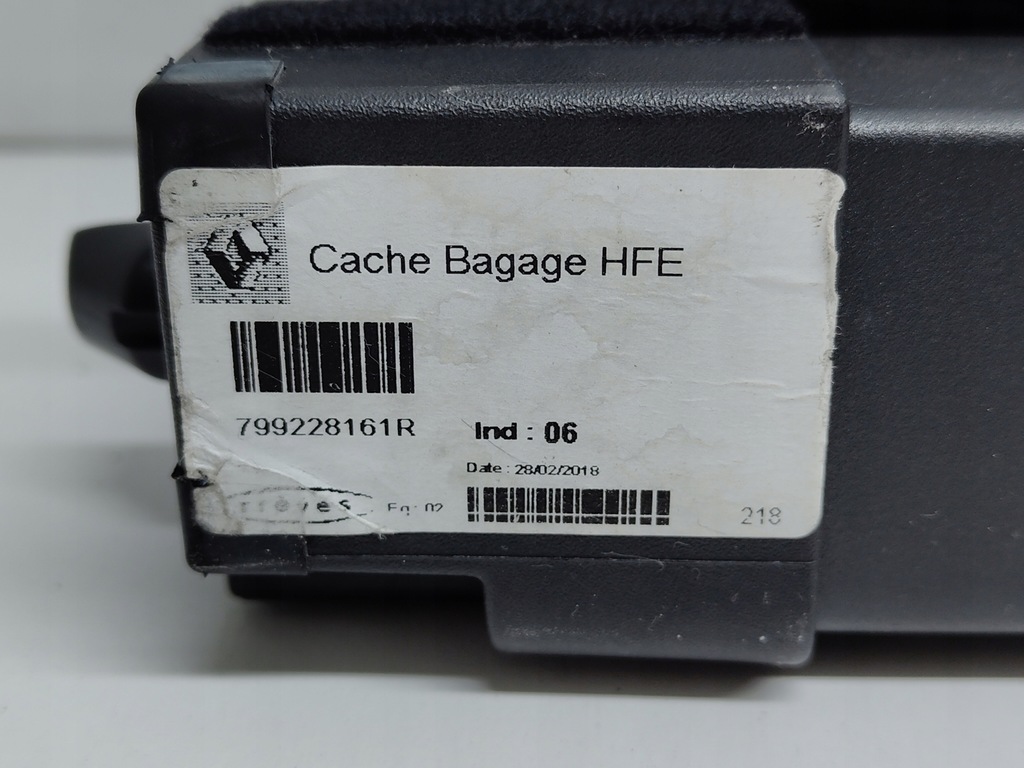 Cache Bagage HFE
799228161R
Ind : 06
Date : 28/02/2018
Eq : 02
218